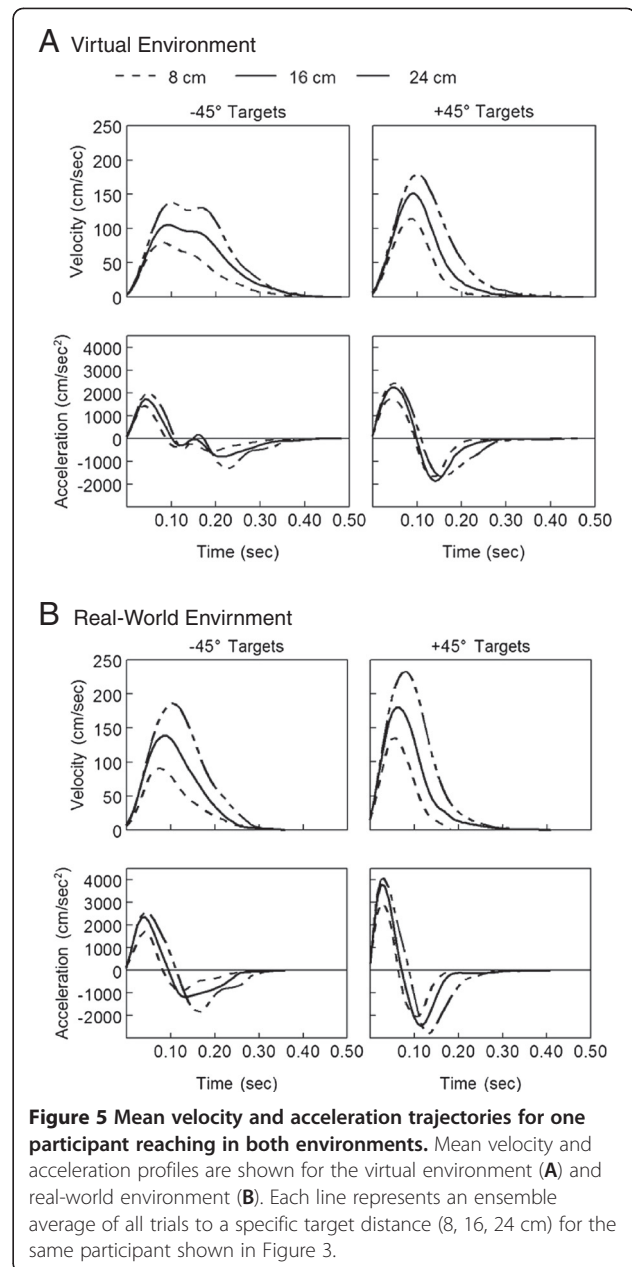 A Virtual Environment
8 cm 16 cm 24 cm
-45° Targets +45° Targets
250
200
150
100
50
0
Velocity (cm/sec)
4000
3000
2000
1000
0
-1000
-2000
Acceleration (cm/sec²)
0.10 0.20 0.30 0.40 0.50 0.10 0.20 0.30 0.40 0.50
Time (sec) Time (sec)
B Real-World Envirnment
-45° Targets +45° Targets
250
200
150
100
50
0
Velocity (cm/sec)
4000
3000
2000
1000
0
-1000
-2000
Acceleration (cm/sec²)
0.10 0.20 0.30 0.40 0.50 0.10 0.20 0.30 0.40 0.50
Time (sec) Time (sec)
Figure 5 Mean velocity and acceleration trajectories for one
participant reaching in both environments. Mean velocity and
acceleration profiles are shown for the virtual environment (A) and
real-world environment (B). Each line represents an ensemble
average of all trials to a specific target distance (8, 16, 24 cm) for the
same participant shown in Figure 3.